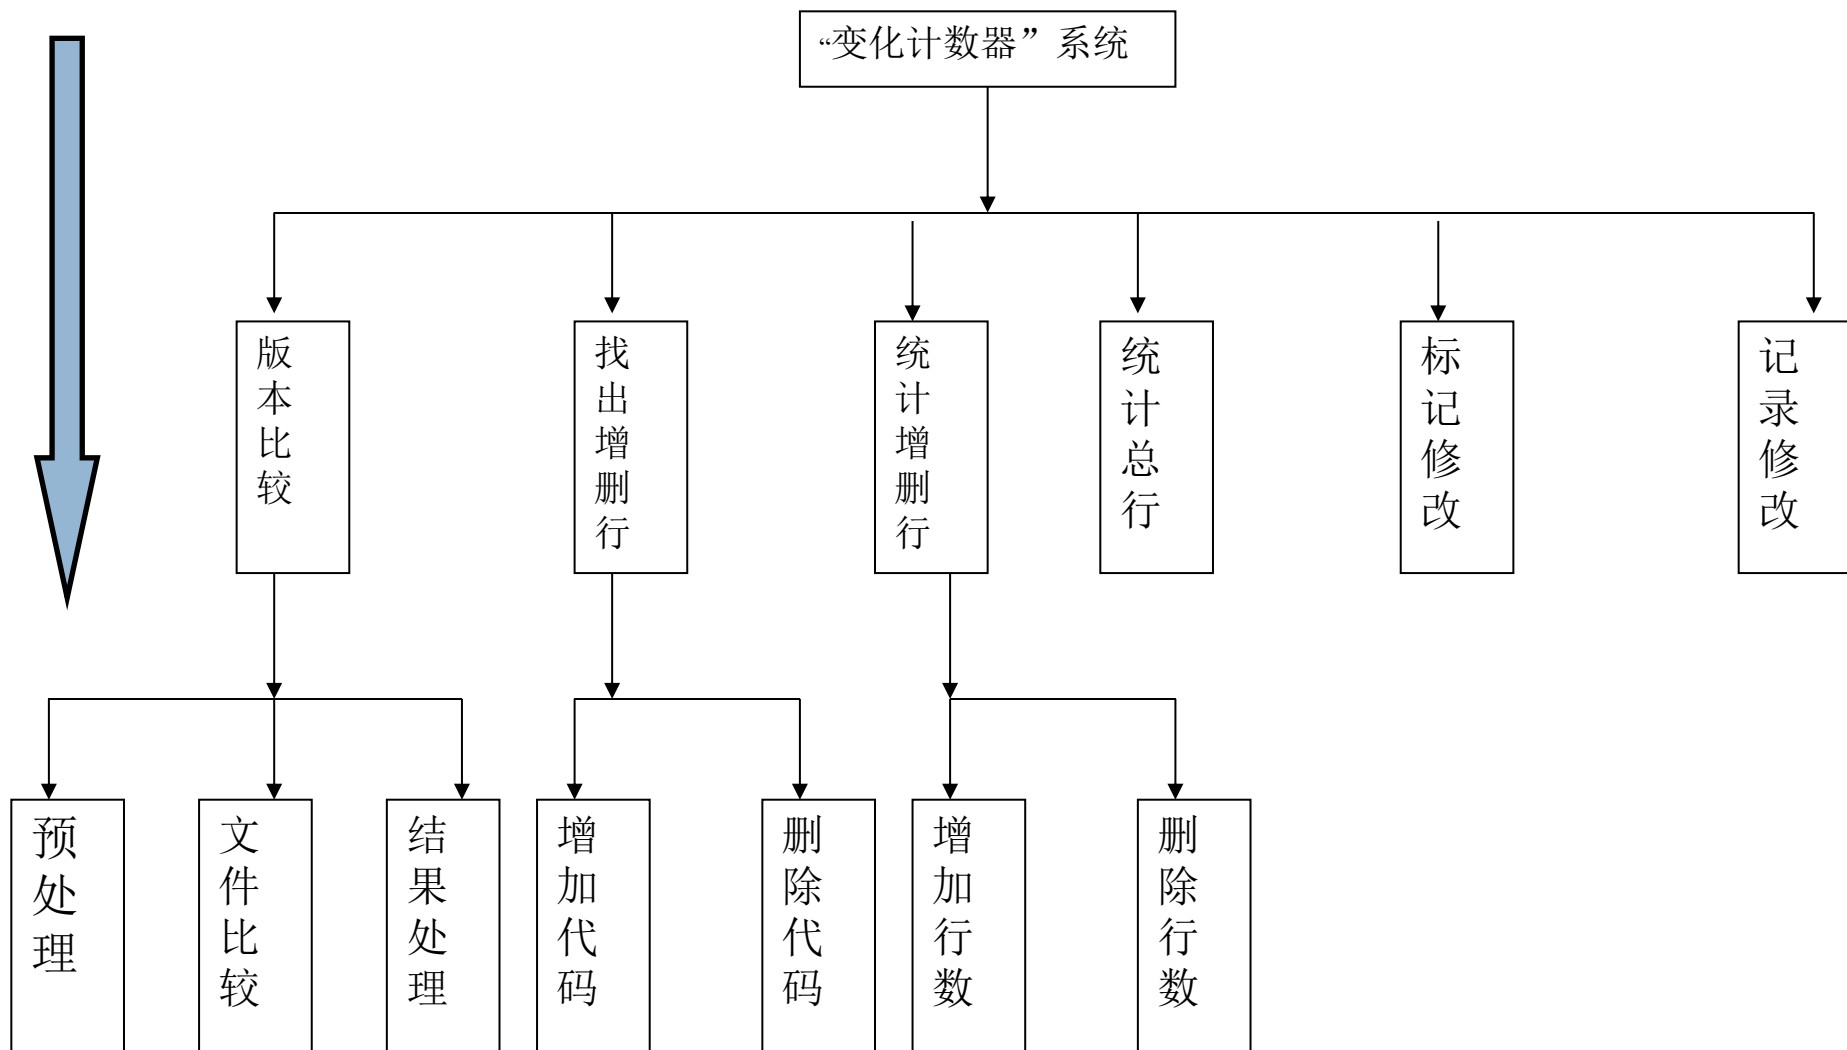 “变化计数器”系统
版本比较
找出增删行
统计增删行
统计总行
标记修改
记录修改
预处理
文件比较
结果处理
增加代码
删除代码
增加行数
删除行数